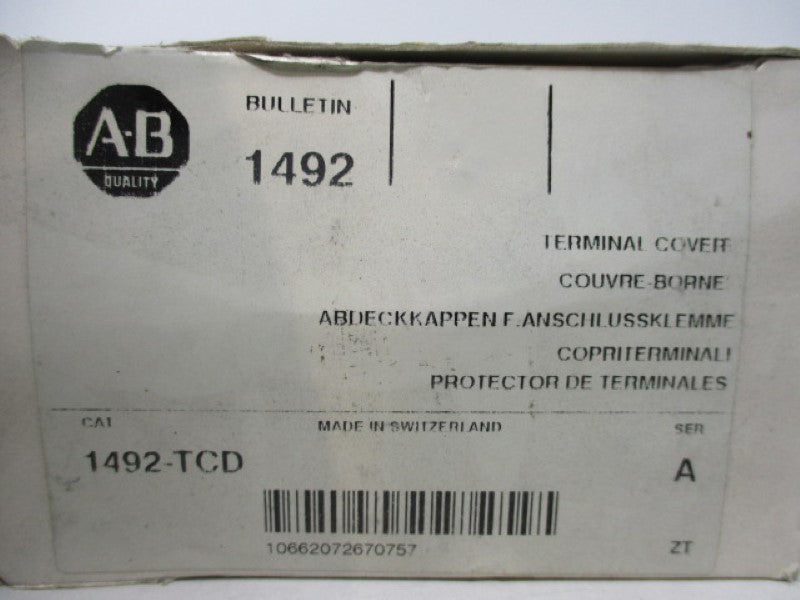 A-B
QUALITY
BULLETIN
1492
TERMINAL COVER
COUVRE-BORNE
ABDECKKAPPEN F. ANSCHLUSSKLEMME
COPRITERMINALI
PROTECTOR DE TERMINALES
CAT
MADE IN SWITZERLAND
SER
1492-TCD
A
10662072670757
ZT